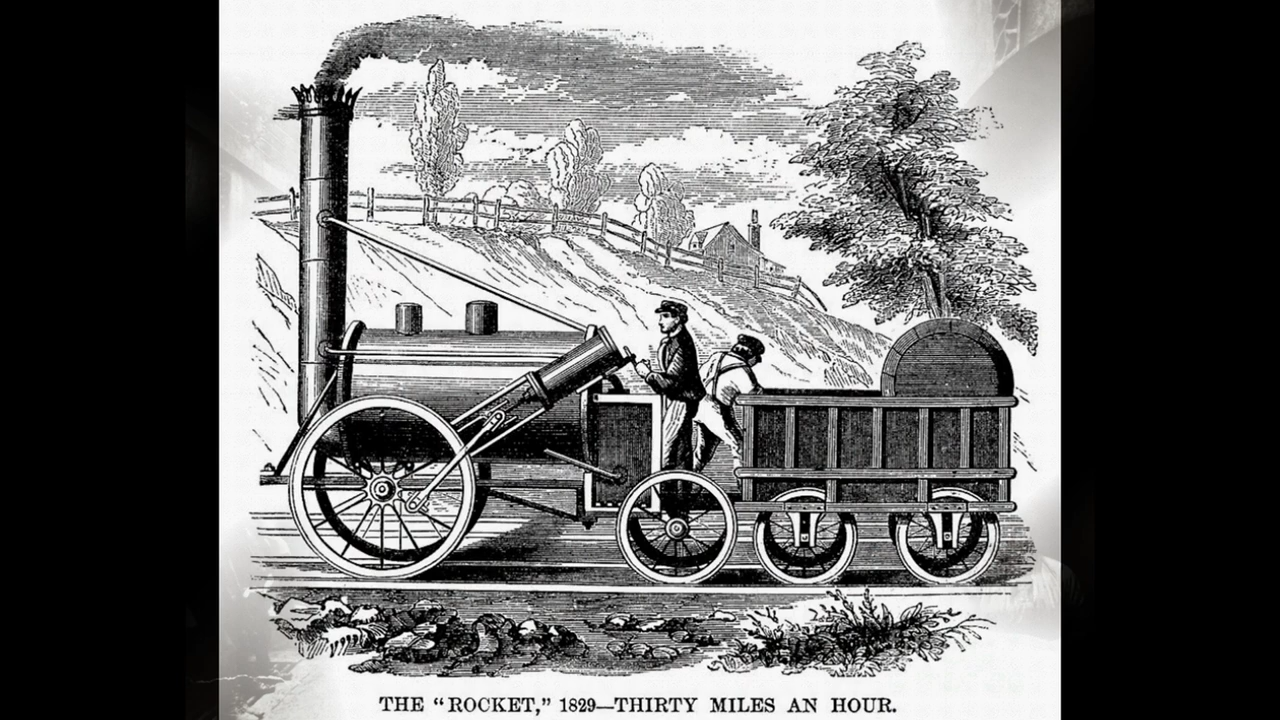 THE “ROCKET,” 1829—THIRTY MILES AN HOUR.